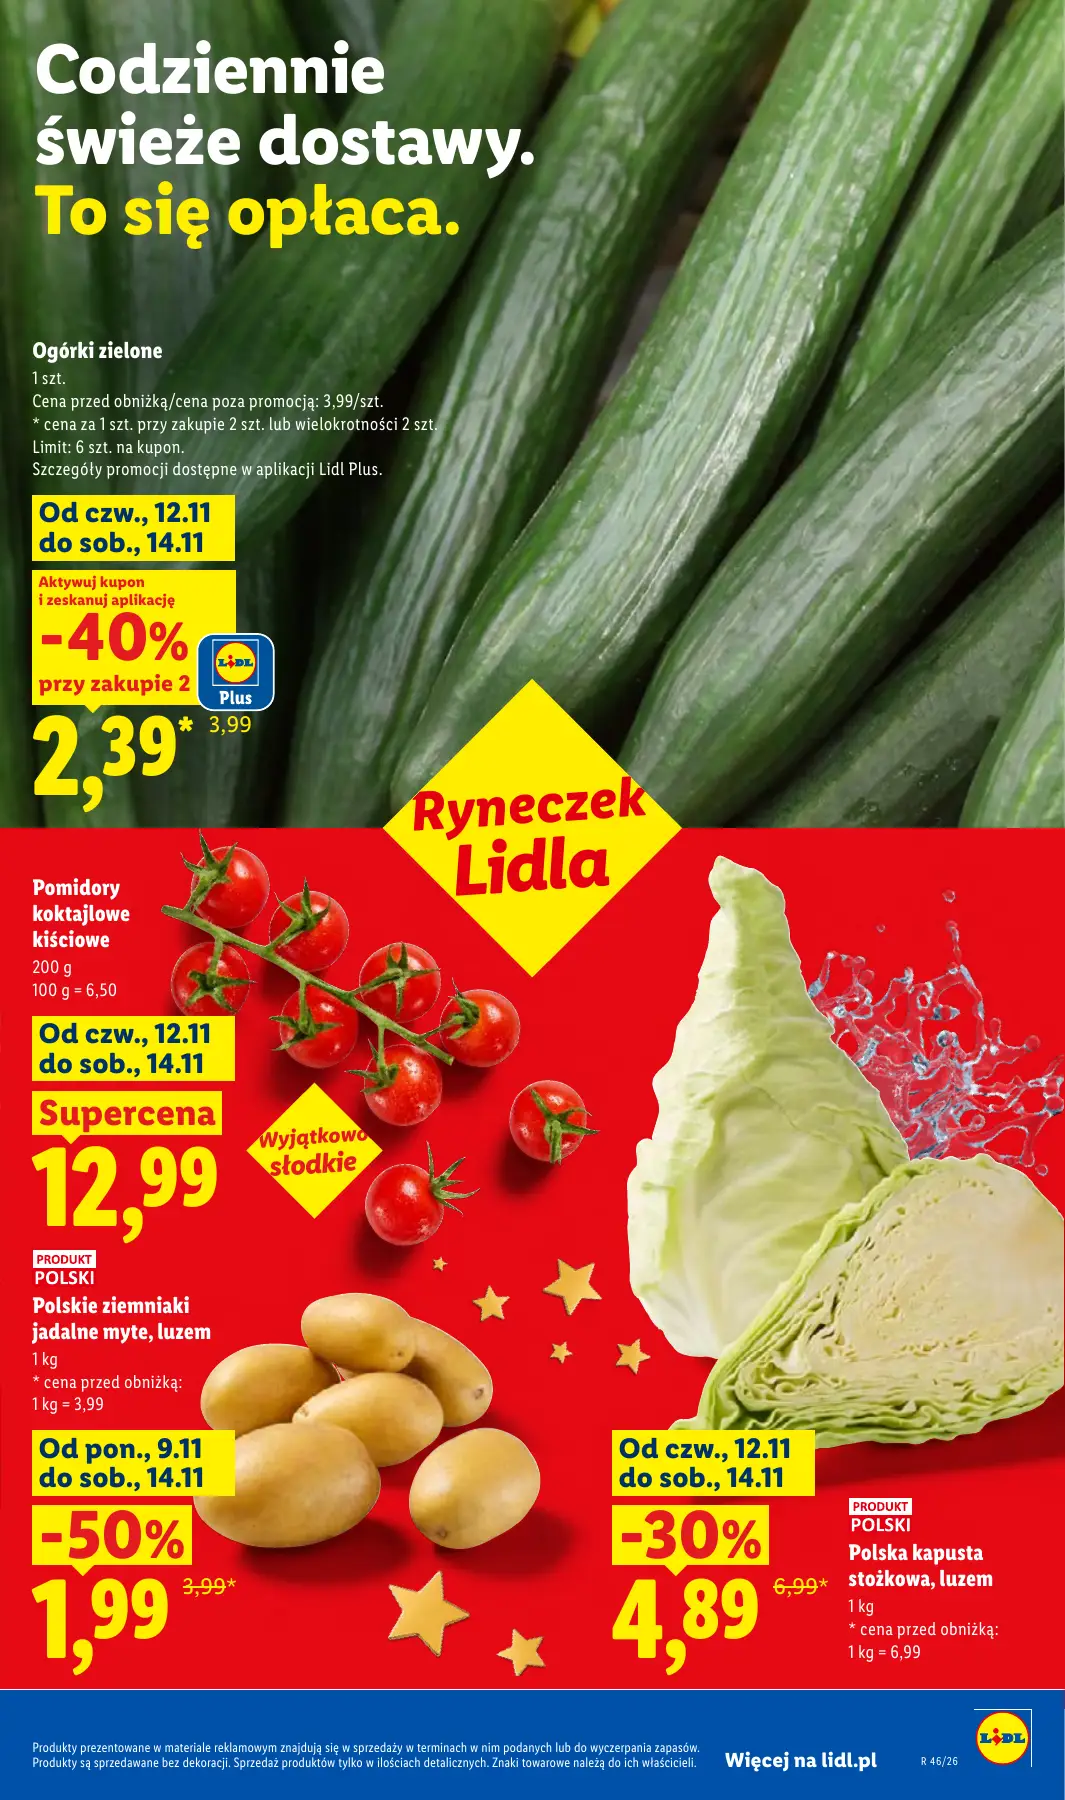 Codziennie
świeże dostawy.
To się opłaca.
Ogórki zielone
1 szt.
Cena przed obniżką/cena poza promocją: 3,99/szt.
* cena za 1 szt. przy zakupie 2 szt. lub wielokrotności 2 szt.
Limit: 6 szt. na kupon.
Szczegóły promocji dostępne w aplikacji Lidl Plus.
Od czw., 12.11
do sob., 14.11
Aktywuj kupon
i zeskanuj aplikację
-40%
przy zakupie 2
LIDL
Plus
2,39*
3,99
Ryneczek
Lidla
Pomidory
koktajlowe
kiściowe
200 g
100 g = 6,50
Od czw., 12.11
do sob., 14.11
Supercena
12,99
Wyjątkowo
słodkie
PRODUKT
POLSKI
Polskie ziemniaki
jadalne myte, luzem
1 kg
* cena przed obniżką:
1 kg = 3,99
Od pon., 9.11
do sob., 14.11
-50%
1,99
3,99*
Od czw., 12.11
do sob., 14.11
-30%
4,89
6,99*
PRODUKT
POLSKI
Polska kapusta
stożkowa, luzem
1 kg
* cena przed obniżką:
1 kg = 6,99
Produkty prezentowane w materiale reklamowym znajdują się w sprzedaży w terminach w nim podanych lub do wyczerpania zapasów.
Produkty są sprzedawane bez dekoracji. Sprzedaż produktów tylko w ilościach detalicznych. Znaki towarowe należą do ich właścicieli.
Więcej na lidl.pl
R 46/26
LIDL